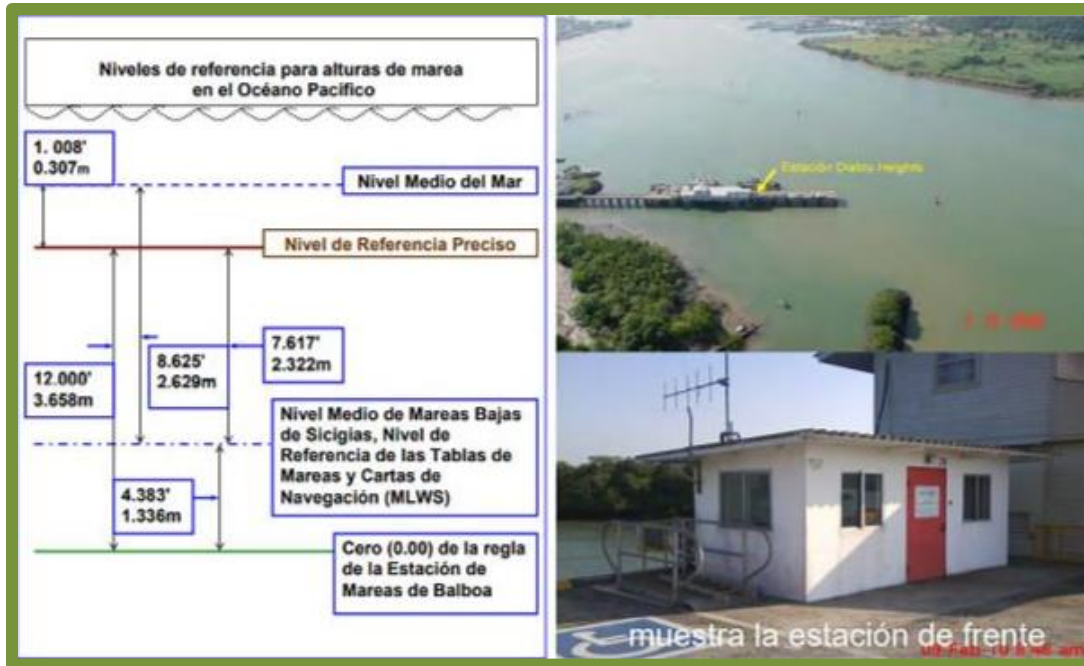 Niveles de referencia para alturas de marea
en el Océano Pacífico
1. 008'
0.307m
Nivel Medio del Mar
Nivel de Referencia Preciso
7.617'
2.322m
8.625'
2.629m
12.000'
3.658m
Nivel Medio de Mareas Bajas
de Sicigias, Nivel de
Referencia de las Tablas de
Mareas y Cartas de
Navegación (MLWS)
4.383'
1.336m
Cero (0.00) de la regla
de la Estación de
Mareas de Balboa
Estación Diablo Heights
muestra la estación de frente